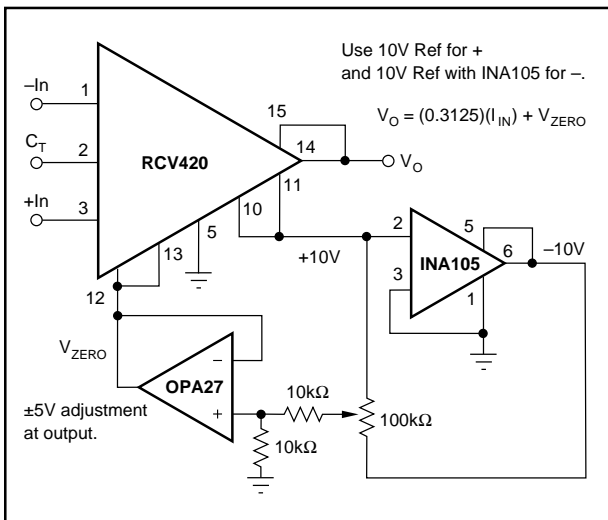 Use 10V Ref for +
and 10V Ref with INA105 for –.
V_O = (0.3125)(I_IN) + V_ZERO
–In
1
C_T
2
+In
3
RCV420
15
14
V_O
11
10
5
13
12
+10V
2
3
INA105
5
6
1
–10V
V_ZERO
±5V adjustment
at output.
–
OPA27
+
10kΩ
10kΩ
100kΩ